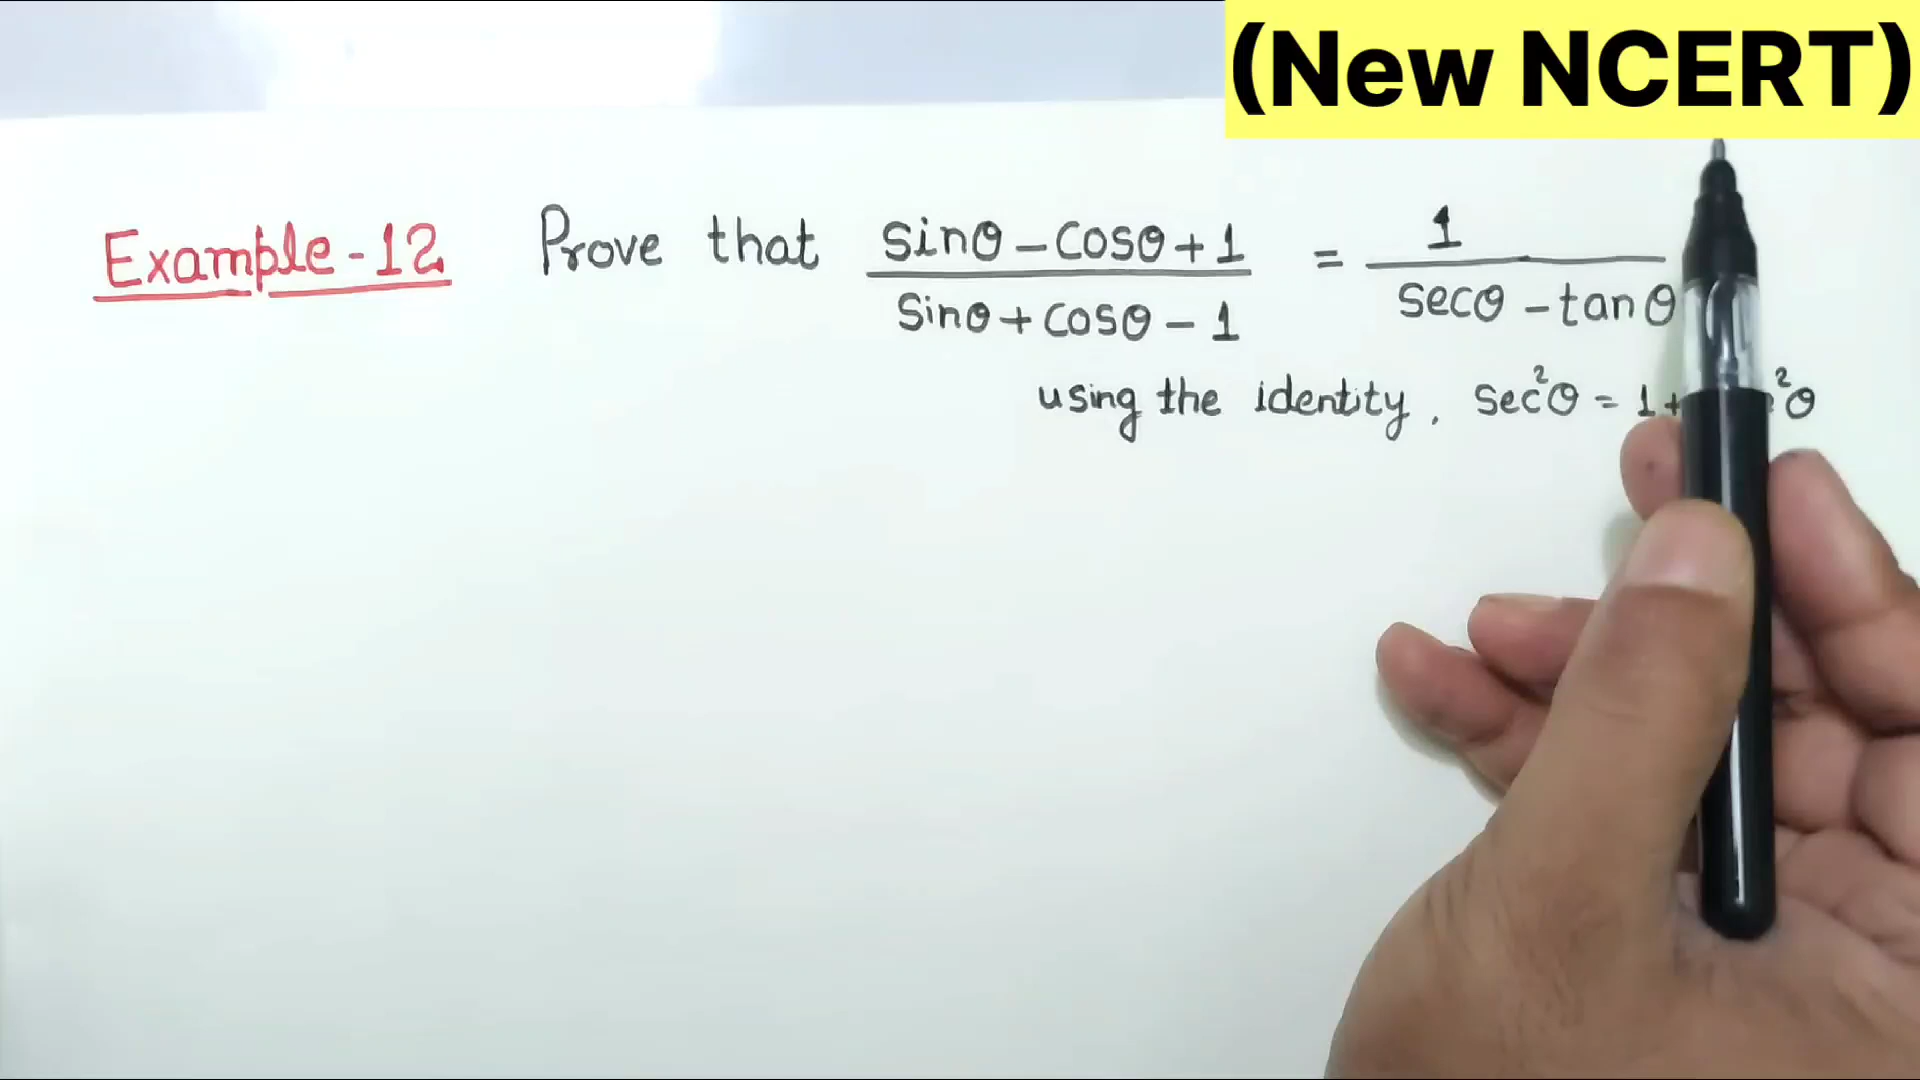 (New NCERT)
Example-12 Prove that sinθ – cosθ + 1 / sinθ + cosθ – 1 = 1 / secθ – tanθ
using the identity, sec²θ = 1+ ²θ